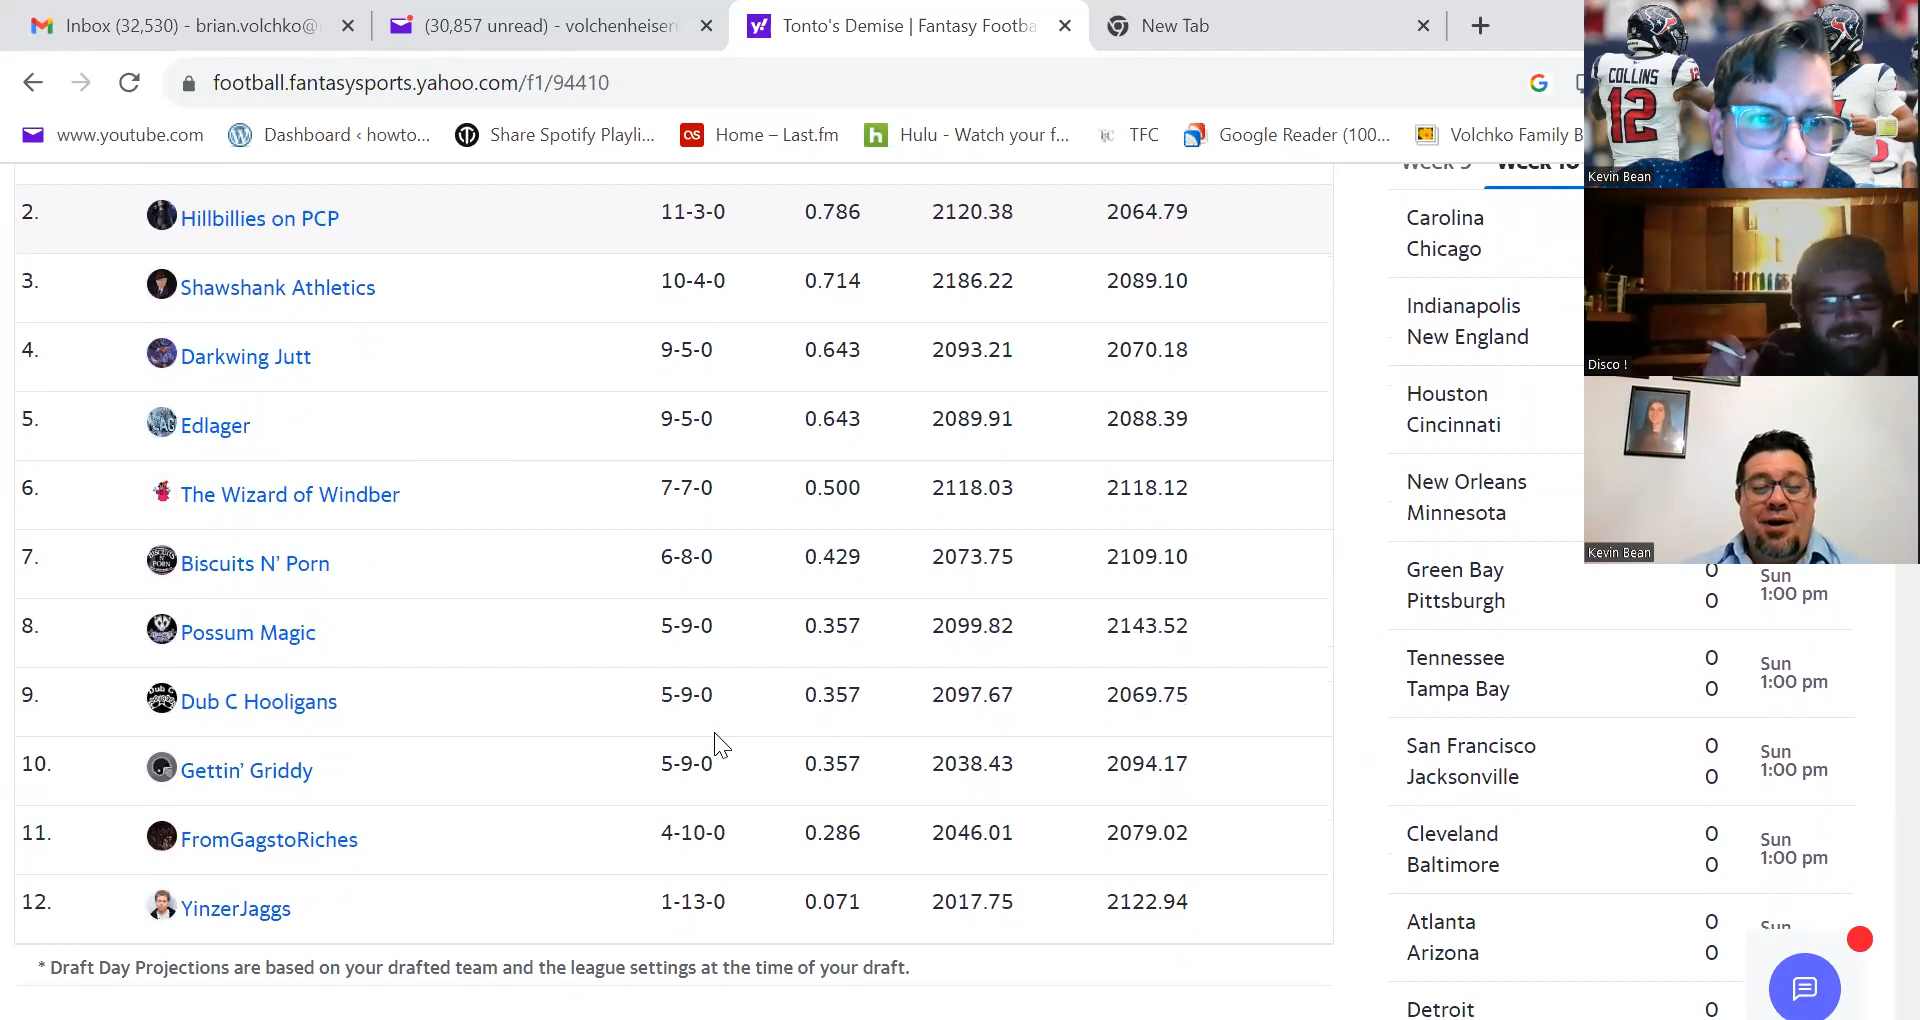 Inbox (32,530) - brian.volchko@
(30,857 unread) - volchenheiser
Tonto's Demise | Fantasy Footba
New Tab
football.fantasysports.yahoo.com/f1/94410
www.youtube.com
Dashboard ‹ howto...
Share Spotify Playli...
Home – Last.fm
Hulu - Watch your f...
TFC
Google Reader (100...
Volchko Family B
COLLINS
12
Kevin Bean
Disco !
Kevin Bean
2. Hillbillies on PCP 11-3-0 0.786 2120.38 2064.79
3. Shawshank Athletics 10-4-0 0.714 2186.22 2089.10
4. Darkwing Jutt 9-5-0 0.643 2093.21 2070.18
5. Edlager 9-5-0 0.643 2089.91 2088.39
6. The Wizard of Windber 7-7-0 0.500 2118.03 2118.12
7. Biscuits N' Porn 6-8-0 0.429 2073.75 2109.10
8. Possum Magic 5-9-0 0.357 2099.82 2143.52
9. Dub C Hooligans 5-9-0 0.357 2097.67 2069.75
10. Gettin' Griddy 5-9-0 0.357 2038.43 2094.17
11. FromGagstoRiches 4-10-0 0.286 2046.01 2079.02
12. YinzerJaggs 1-13-0 0.071 2017.75 2122.94
* Draft Day Projections are based on your drafted team and the league settings at the time of your draft.
Week 9 Week 10
Carolina
Chicago
Indianapolis
New England
Houston
Cincinnati
New Orleans
Minnesota
Green Bay 0 Sun
Pittsburgh 0 1:00 pm
Tennessee 0 Sun
Tampa Bay 0 1:00 pm
San Francisco 0 Sun
Jacksonville 0 1:00 pm
Cleveland 0 Sun
Baltimore 0 1:00 pm
Atlanta 0 Sun
Arizona 0
Detroit 0